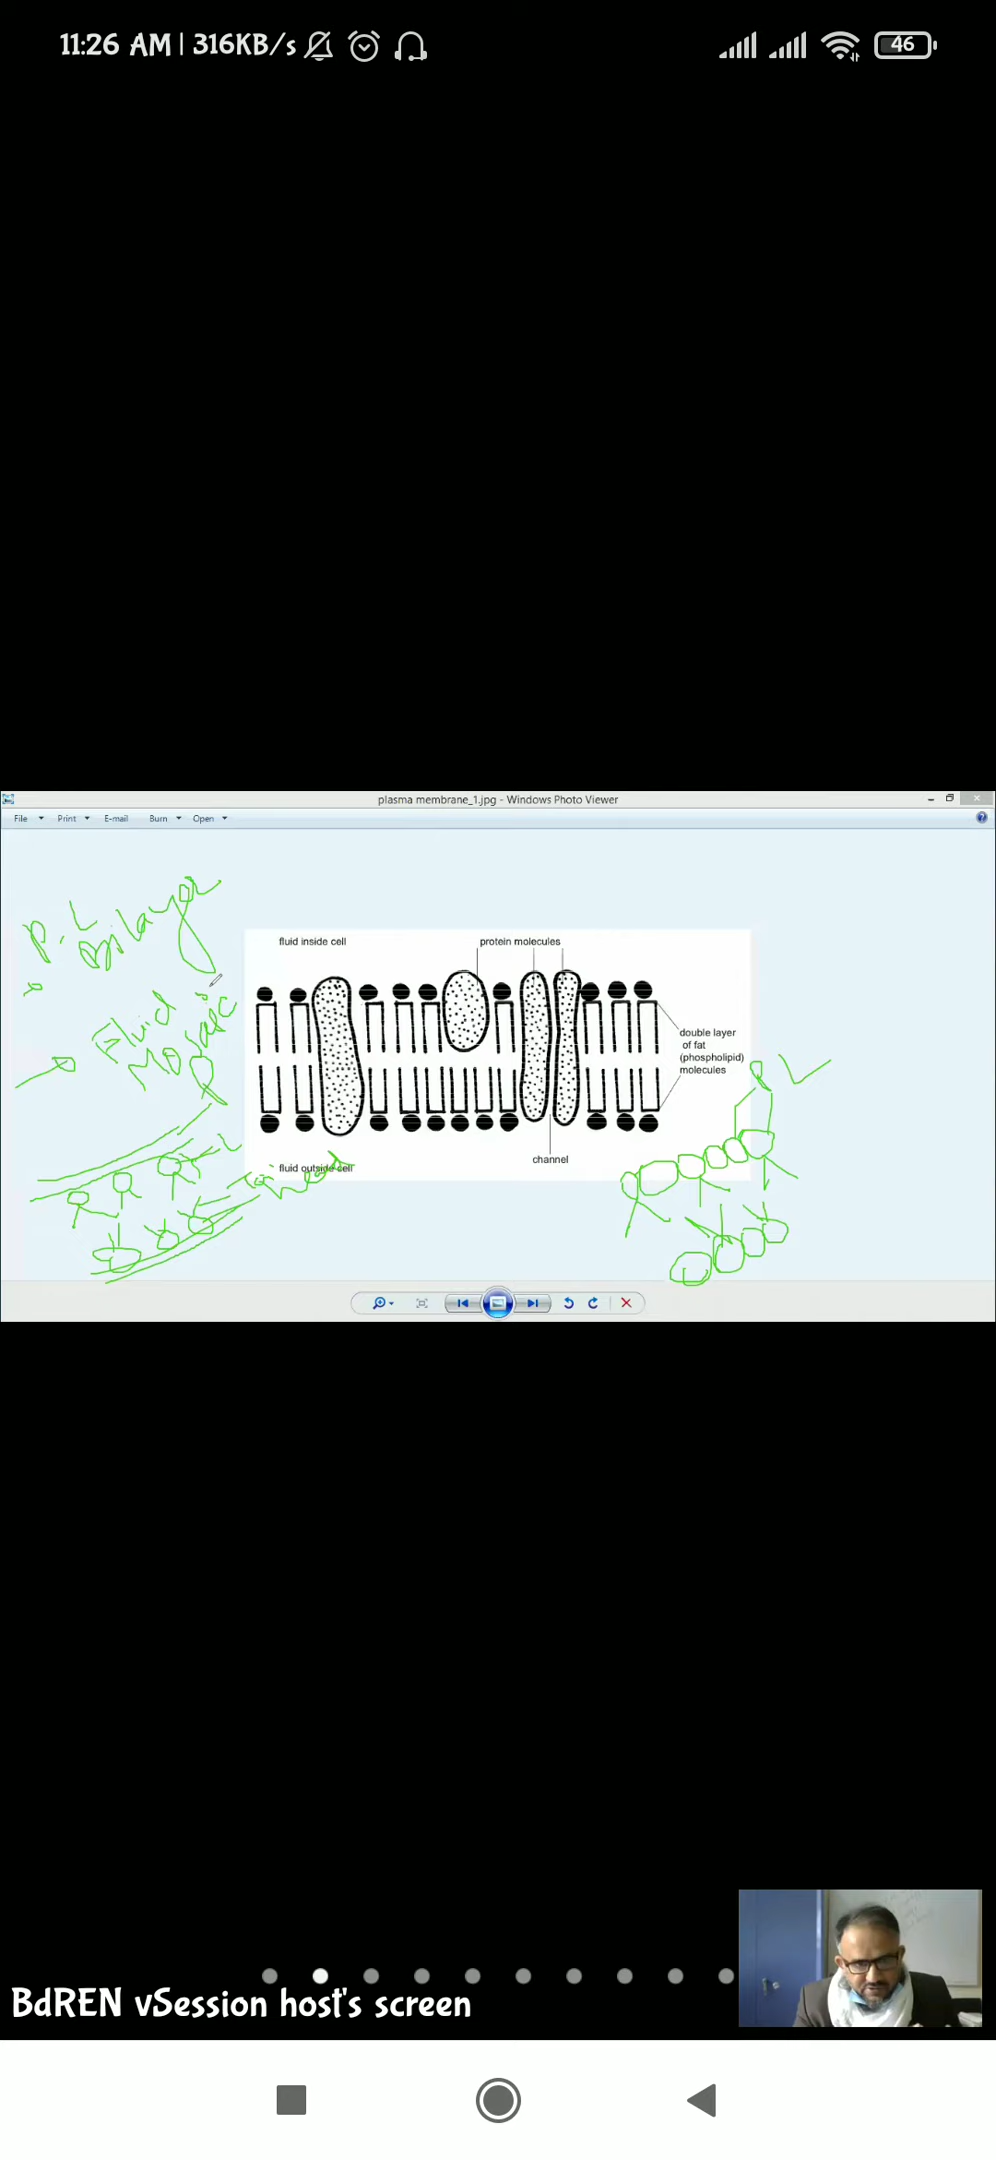 11:26 AM | 316KB/s
46
plasma membrane_1.jpg - Windows Photo Viewer
File Print E-mail Burn Open
P.L
Bilayer
Fluid
Mosaic
fluid inside cell
protein molecules
double layer
of fat
(phospholipid)
molecules
channel
fluid outside cell
BdREN vSession host's screen